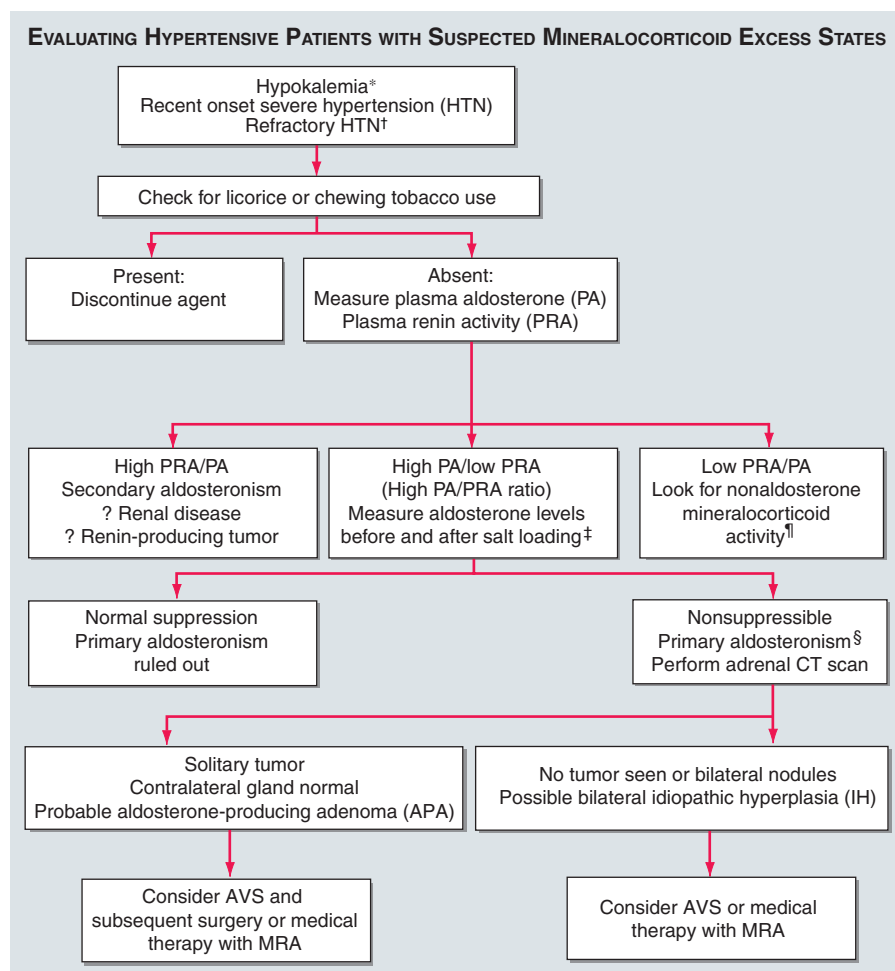 EVALUATING HYPERTENSIVE PATIENTS WITH SUSPECTED MINERALOCORTICOID EXCESS STATES
Hypokalemia*
Recent onset severe hypertension (HTN)
Refractory HTN†
Check for licorice or chewing tobacco use
Present:
Discontinue agent
Absent:
Measure plasma aldosterone (PA)
Plasma renin activity (PRA)
High PRA/PA
Secondary aldosteronism
? Renal disease
? Renin-producing tumor
High PA/low PRA
(High PA/PRA ratio)
Measure aldosterone levels
before and after salt loading‡
Low PRA/PA
Look for nonaldosterone
mineralocorticoid
activity¶
Normal suppression
Primary aldosteronism
ruled out
Nonsuppressible
Primary aldosteronism§
Perform adrenal CT scan
Solitary tumor
Contralateral gland normal
Probable aldosterone-producing adenoma (APA)
No tumor seen or bilateral nodules
Possible bilateral idiopathic hyperplasia (IH)
Consider AVS and
subsequent surgery or medical
therapy with MRA
Consider AVS or medical
therapy with MRA